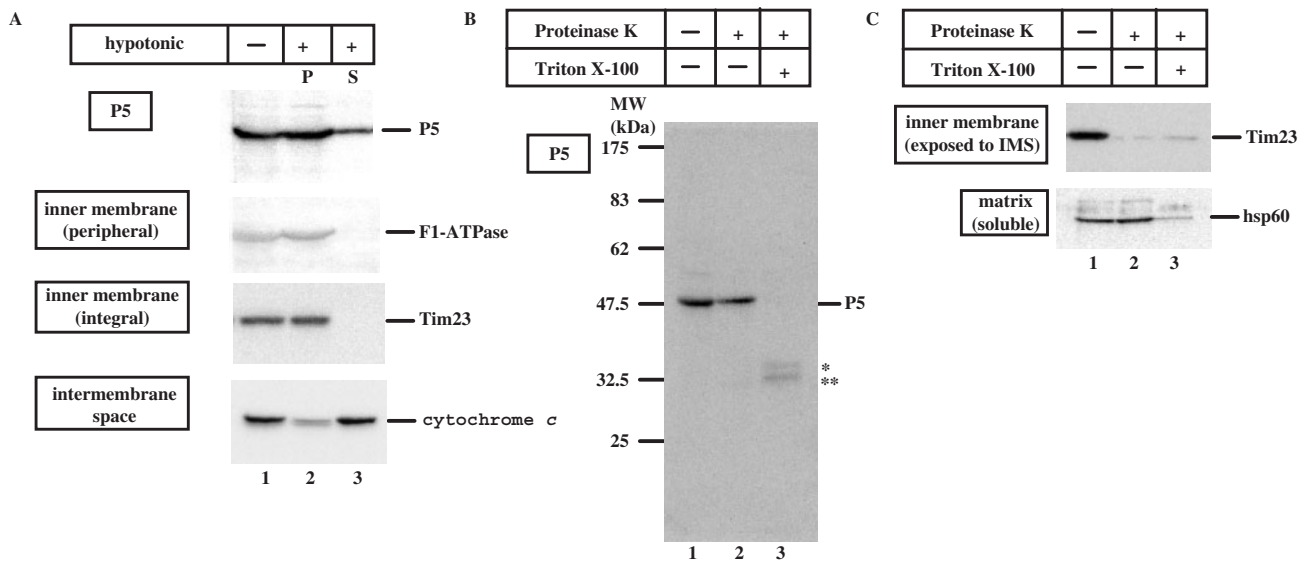 A
hypotonic − + +
P S
P5
P5
inner membrane
(peripheral)
F1-ATPase
inner membrane
(integral)
Tim23
intermembrane
space
cytochrome c
1 2 3
B
Proteinase K − + +
Triton X-100 − − +
MW
(kDa)
P5
175
83
62
47.5
P5
*
32.5
**
25
1 2 3
C
Proteinase K − + +
Triton X-100 − − +
inner membrane
(exposed to IMS)
Tim23
matrix
(soluble)
hsp60
1 2 3